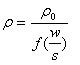 ρ = ρ₀ / f(w/s)